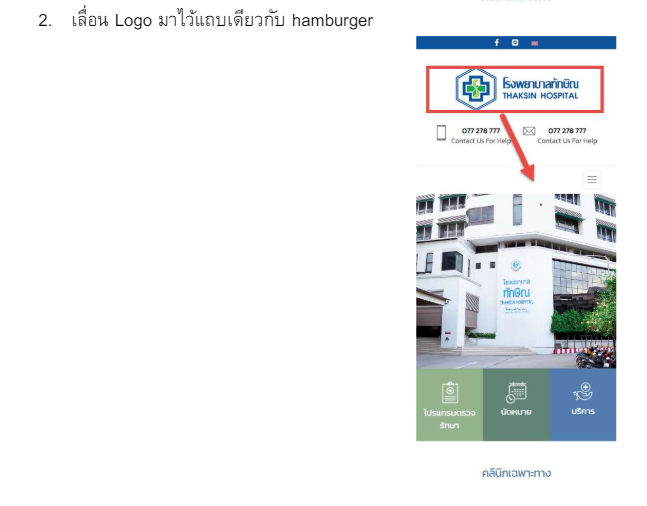 2. เลื่อน Logo มาไว้แถบเดียวกับ hamburger
โรงพยาบาลทักษิณ
THAKSIN HOSPITAL
077 278 777
Contact Us For Help
077 278 777
Contact Us For Help
โรงพยาบาล
ทักษิณ
THAKSIN HOSPITAL
โปรแกรมตรวจ
รักษา
นัดหมาย
บริการ
คลินิกเฉพาะทาง